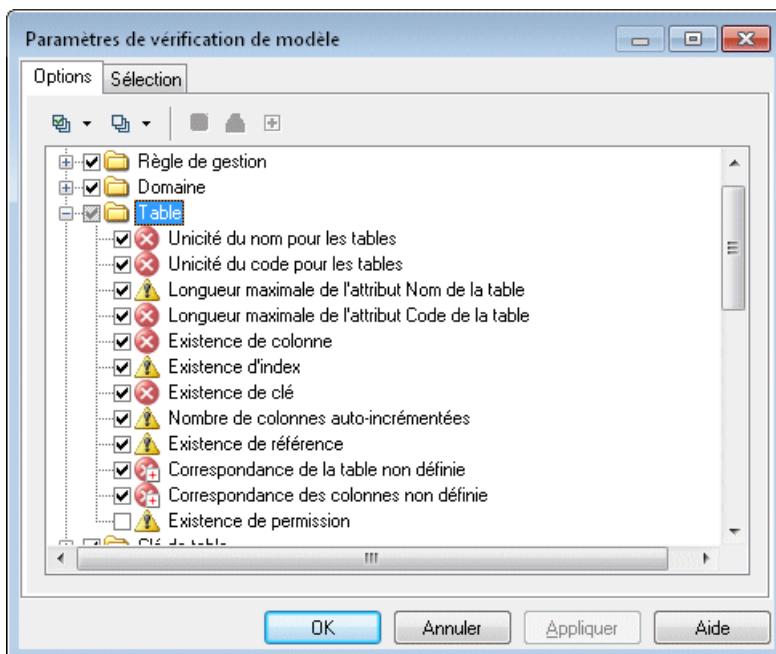 Paramètres de vérification de modèle
Options Sélection
Règle de gestion
Domaine
Table
Unicité du nom pour les tables
Unicité du code pour les tables
Longueur maximale de l'attribut Nom de la table
Longueur maximale de l'attribut Code de la table
Existence de colonne
Existence d'index
Existence de clé
Nombre de colonnes auto-incrémentées
Existence de référence
Correspondance de la table non définie
Correspondance des colonnes non définie
Existence de permission
Clé de table
OK Annuler Appliquer Aide